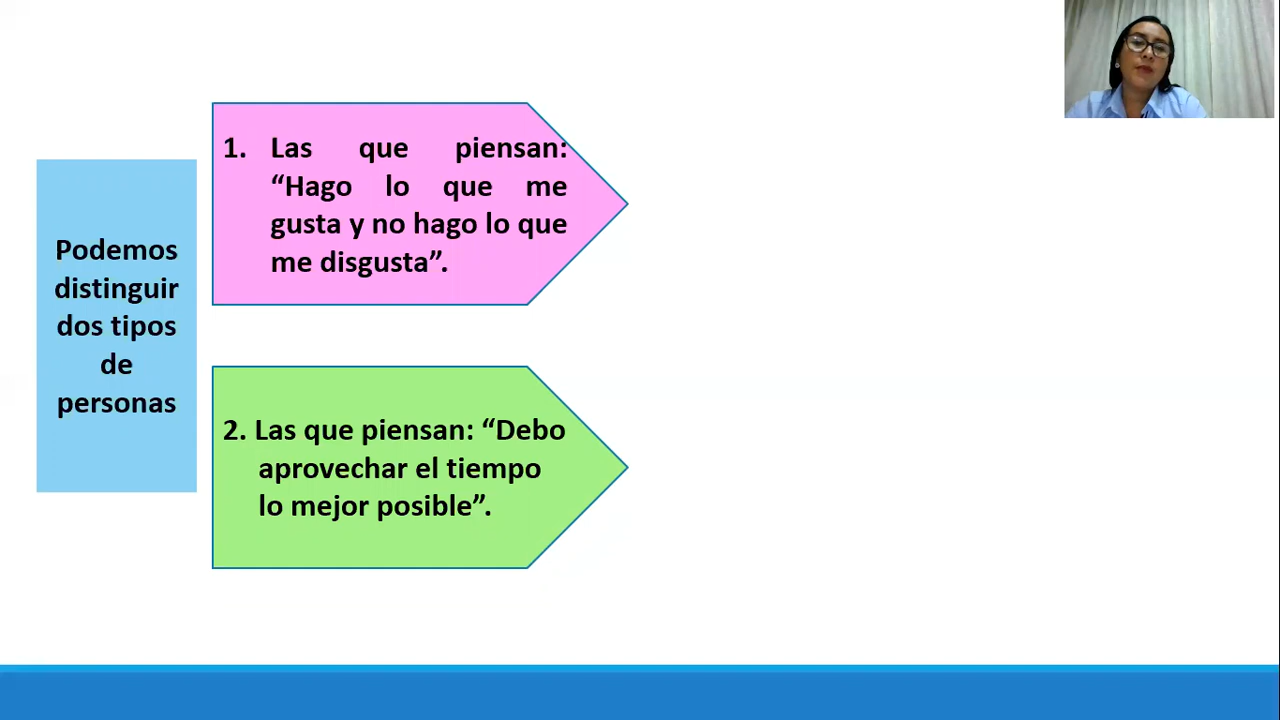 Podemos
distinguir
dos tipos
de
personas
1. Las que piensan:
“Hago lo que me
gusta y no hago lo que
me disgusta”.
2. Las que piensan: “Debo
aprovechar el tiempo
lo mejor posible”.